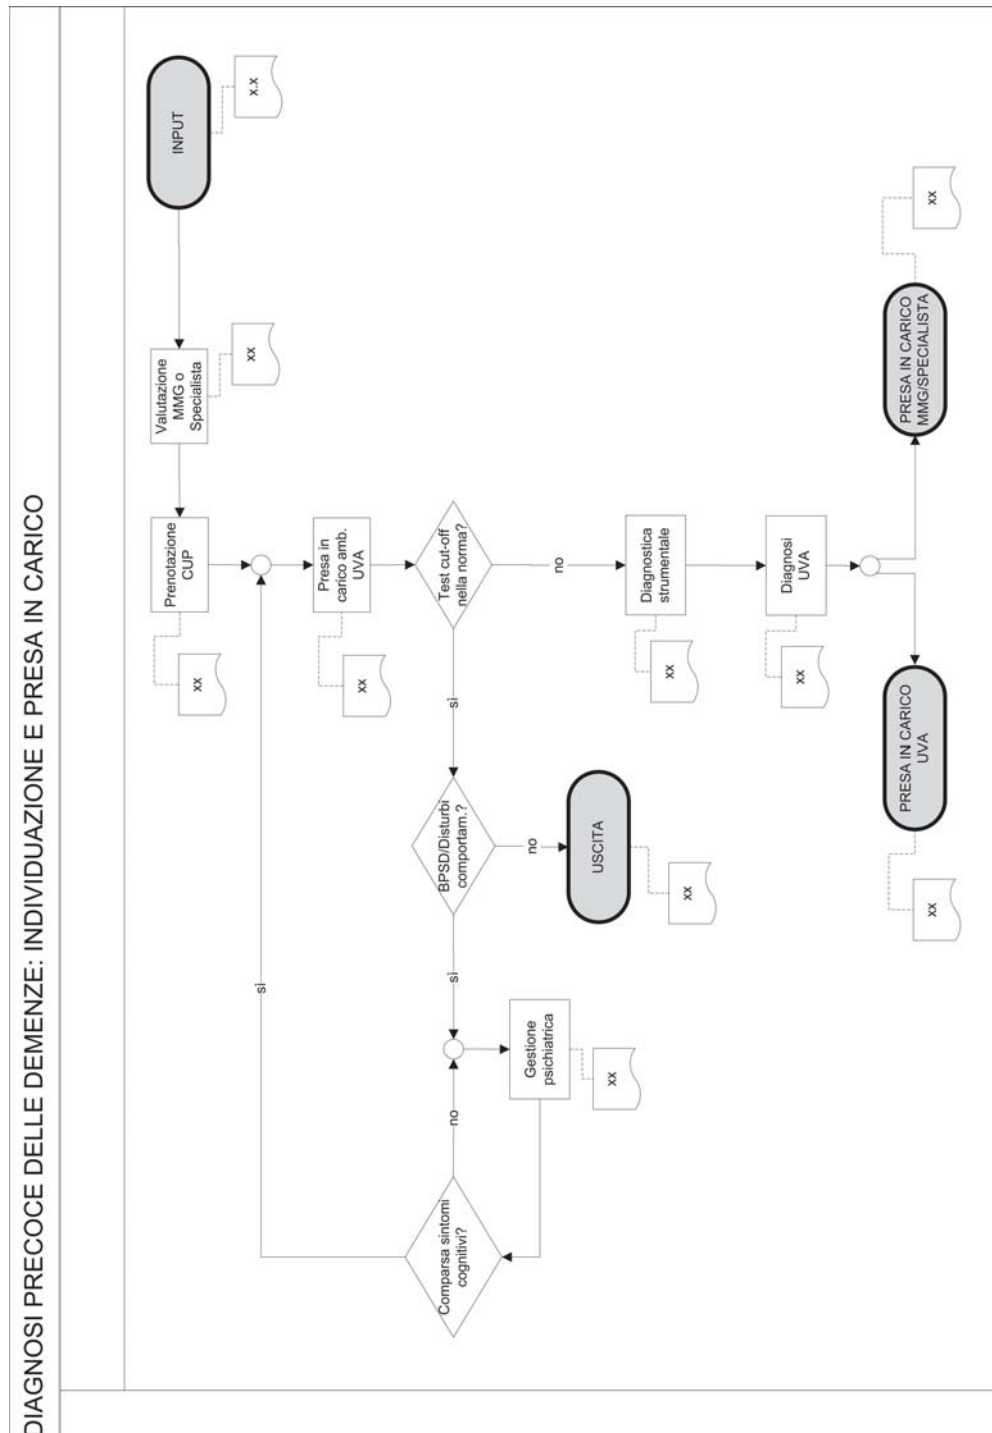 DIAGNOSI PRECOCE DELLE DEMENZE: INDIVIDUAZIONE E PRESA IN CARICO
INPUT
x.x
Valutazione
MMG o
Specialista
xx
Prenotazione
CUP
xx
Presa in
carico amb.
UVA
xx
Test cut-off
nella norma?
sì
no
BPSD/Disturbi
comportam.?
sì
no
USCITA
xx
Gestione
psichiatrica
xx
Comparsa sintomi
cognitivi?
sì
no
Diagnostica
strumentale
xx
Diagnosi
UVA
xx
PRESA IN CARICO
UVA
xx
PRESA IN CARICO
MMG/SPECIALISTA
xx